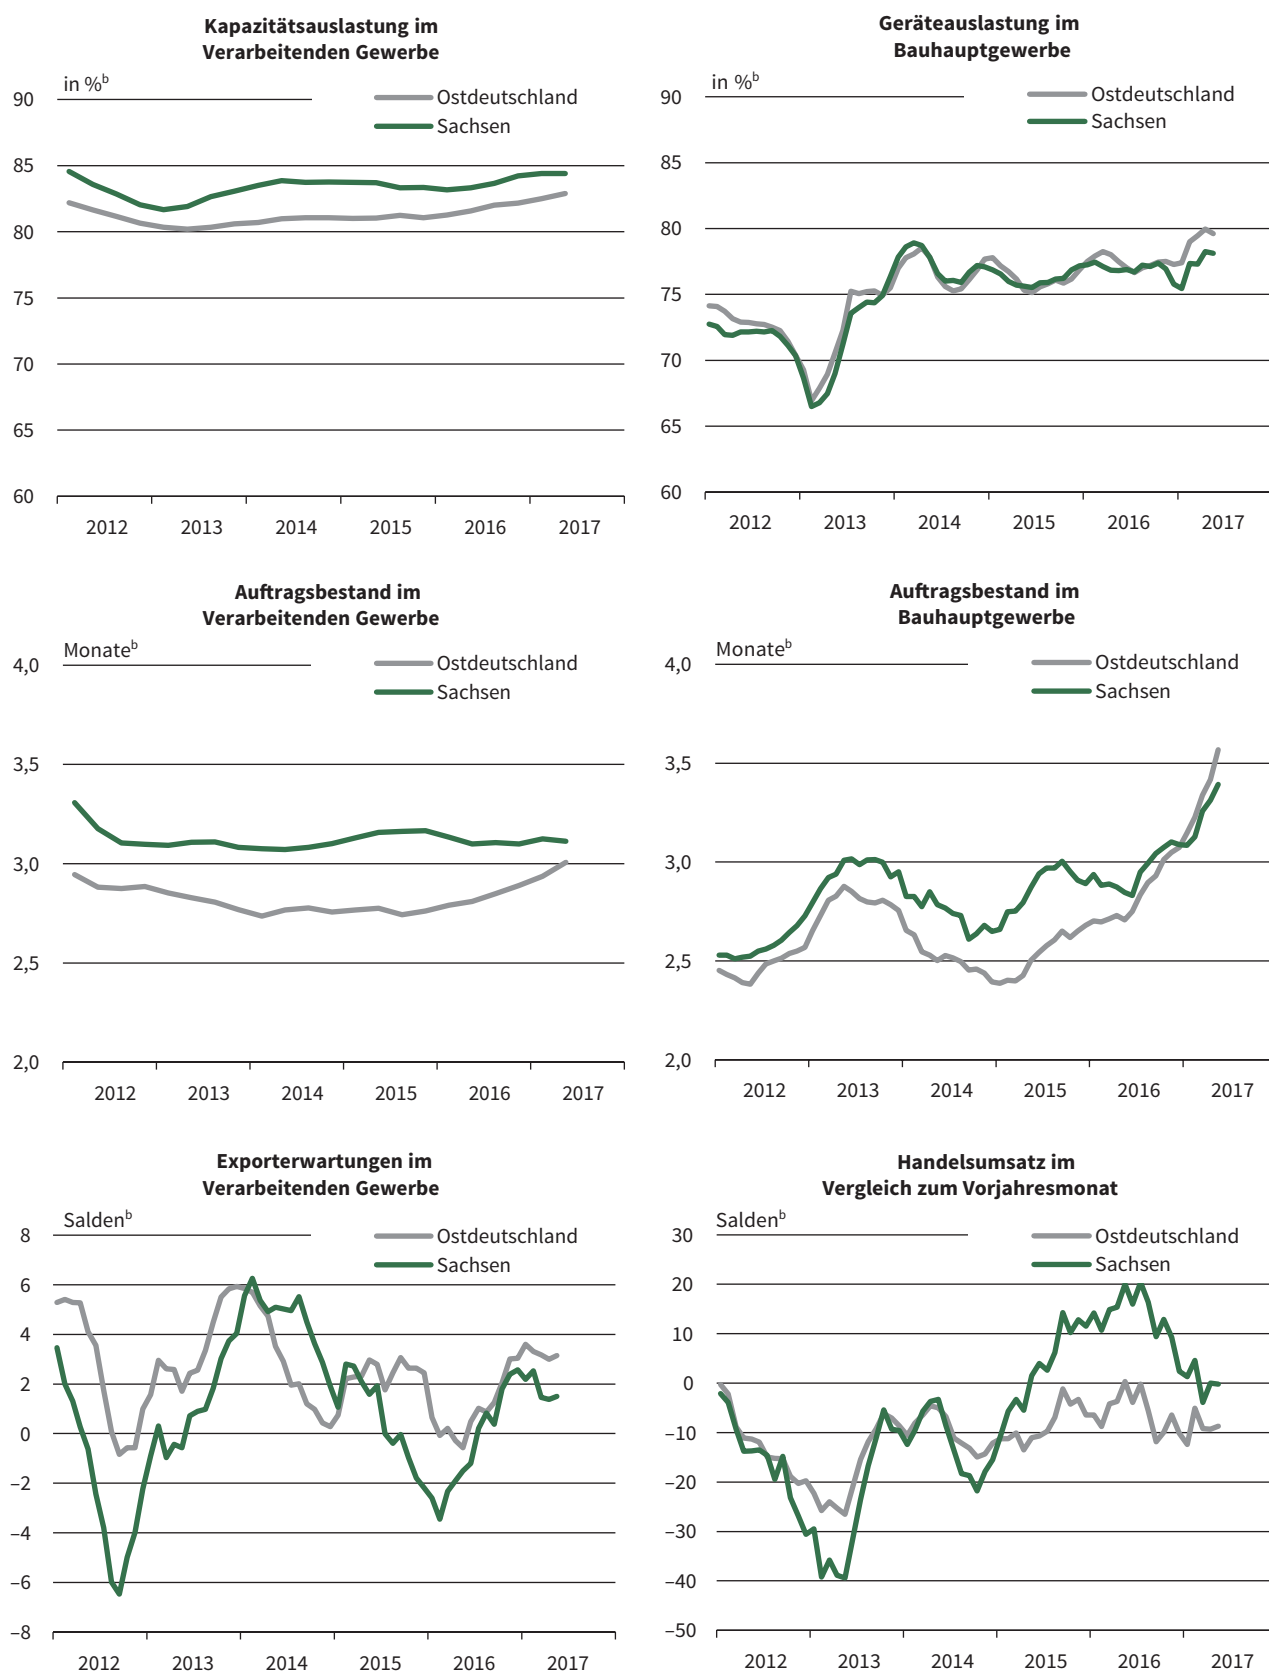 Kapazitätsauslastung im
Verarbeitenden Gewerbe
in %ᵇ
Ostdeutschland
Sachsen
90
85
80
75
70
65
60
2012 2013 2014 2015 2016 2017
Geräteauslastung im
Bauhauptgewerbe
in %ᵇ
Ostdeutschland
Sachsen
90
85
80
75
70
65
60
2012 2013 2014 2015 2016 2017
Auftragsbestand im
Verarbeitenden Gewerbe
Monateᵇ
Ostdeutschland
Sachsen
4,0
3,5
3,0
2,5
2,0
2012 2013 2014 2015 2016 2017
Auftragsbestand im
Bauhauptgewerbe
Monateᵇ
Ostdeutschland
Sachsen
4,0
3,5
3,0
2,5
2,0
2012 2013 2014 2015 2016 2017
Exporterwartungen im
Verarbeitenden Gewerbe
Saldenᵇ
Ostdeutschland
Sachsen
8
6
4
2
0
–2
–4
–6
–8
2012 2013 2014 2015 2016 2017
Handelsumsatz im
Vergleich zum Vorjahresmonat
Saldenᵇ
Ostdeutschland
Sachsen
30
20
10
0
–10
–20
–30
–40
–50
2012 2013 2014 2015 2016 2017